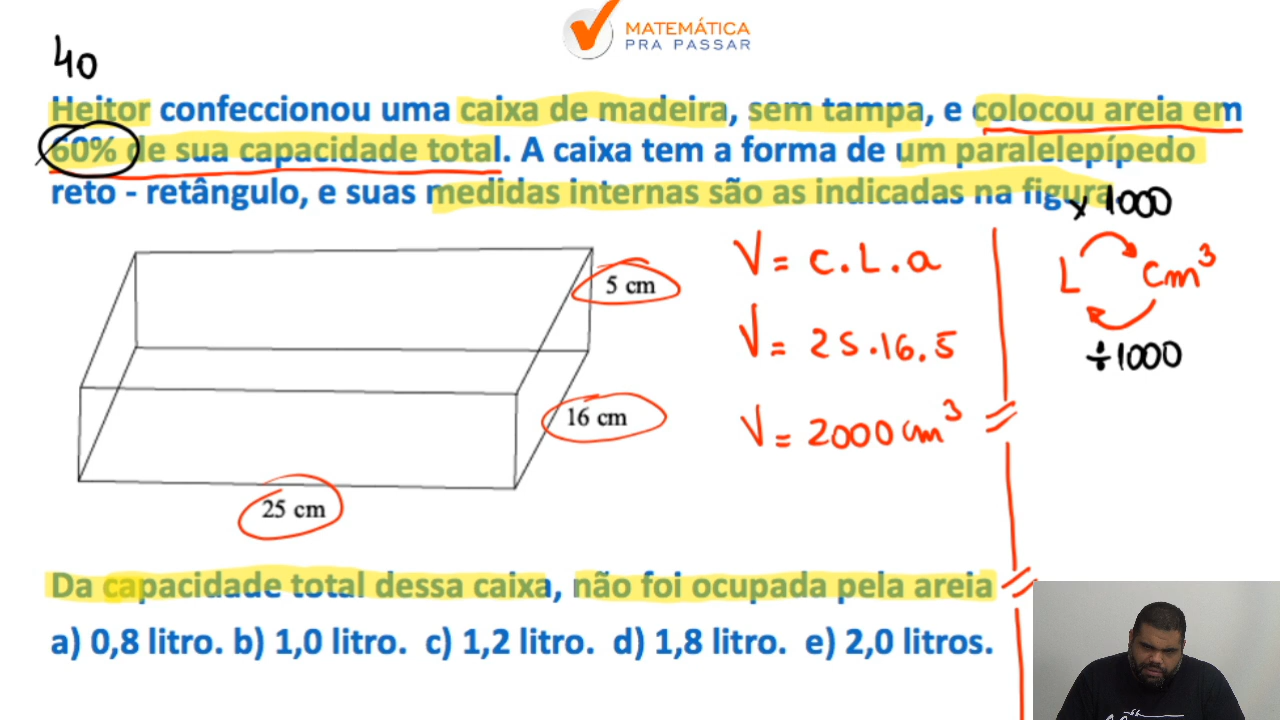 MATEMÁTICA
PRA PASSAR
40
Heitor confeccionou uma caixa de madeira, sem tampa, e colocou areia em
60% de sua capacidade total. A caixa tem a forma de um paralelepípedo
reto - retângulo, e suas medidas internas são as indicadas na figura
x 1000
5 cm
V = C.L.a
L cm³
V = 25.16.5
÷1000
16 cm
V = 2000 cm³
25 cm
Da capacidade total dessa caixa, não foi ocupada pela areia
a) 0,8 litro. b) 1,0 litro. c) 1,2 litro. d) 1,8 litro. e) 2,0 litros.